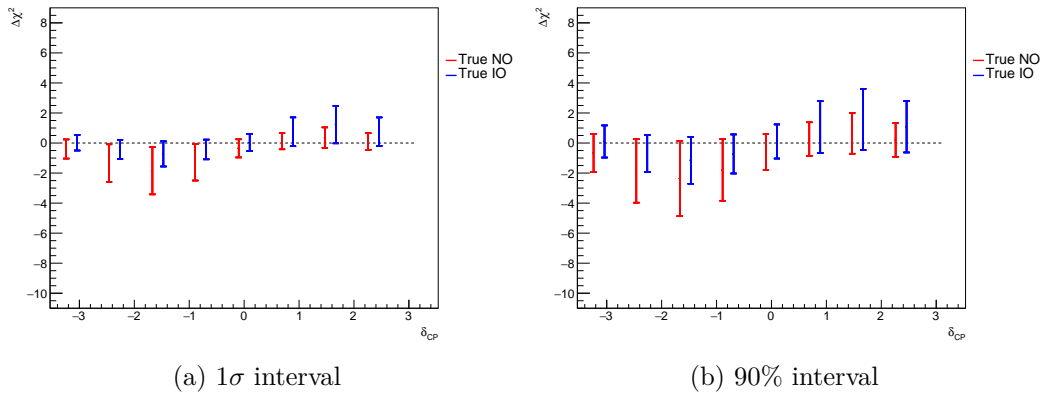 Δχ²
8
6
4
2
0
−2
−4
−6
−8
−10
−3 −2 −1 0 1 2 3
δCP
True NO
True IO
(a) 1σ interval
Δχ²
8
6
4
2
0
−2
−4
−6
−8
−10
−3 −2 −1 0 1 2 3
δCP
True NO
True IO
(b) 90% interval